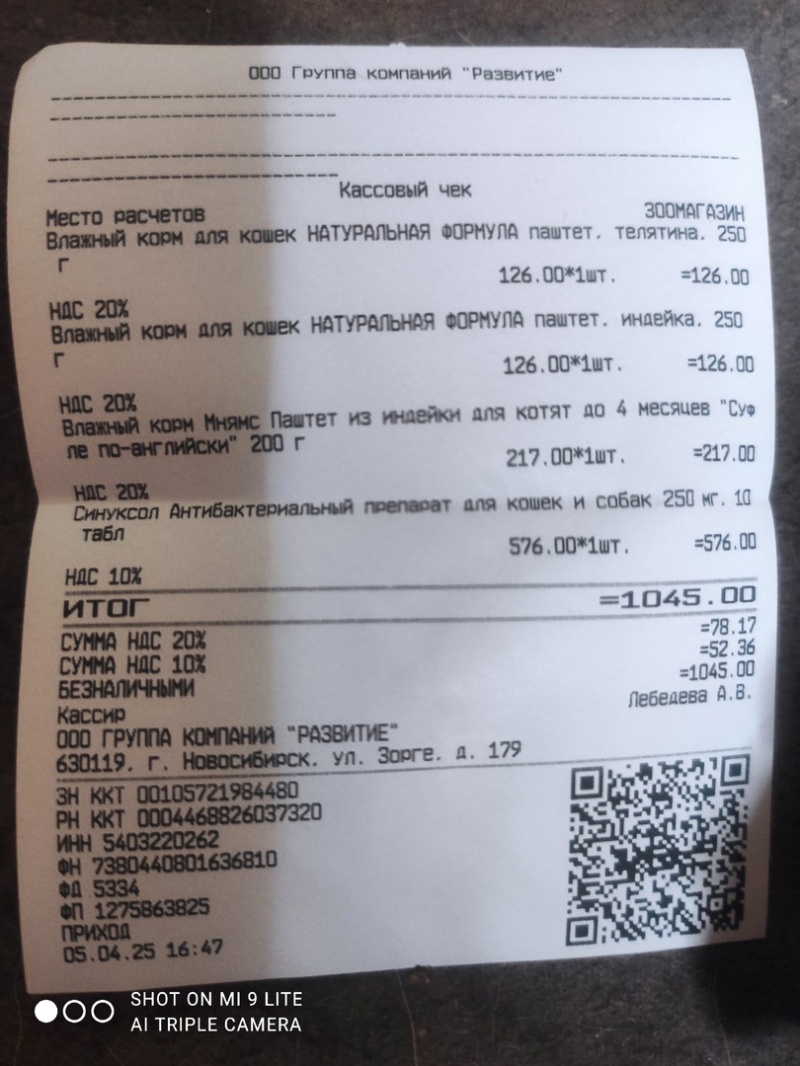 ООО Группа компаний "Развитие"
Кассовый чек
Место расчетов ЗООМАГАЗИН
Влажный корм для кошек НАТУРАЛЬНАЯ ФОРМУЛА паштет. телятина. 250
г
126.00*1шт. =126.00
НДС 20%
Влажный корм для кошек НАТУРАЛЬНАЯ ФОРМУЛА паштет. индейка. 250
г
126.00*1шт. =126.00
НДС 20%
Влажный корм Мнямс Паштет из индейки для котят до 4 месяцев "Суф
ле по-английски" 200 г
217.00*1шт. =217.00
НДС 20%
Синуксол Антибактериальный препарат для кошек и собак 250 мг. 10
табл
576.00*1шт. =576.00
НДС 10%
ИТОГ =1045.00
СУММА НДС 20% =78.17
СУММА НДС 10% =52.36
БЕЗНАЛИЧНЫМИ =1045.00
Кассир Лебедева А.В.
ООО ГРУППА КОМПАНИЙ "РАЗВИТИЕ"
630119. г. Новосибирск. ул. Зорге. д. 179
ЗН ККТ 00105721984480
РН ККТ 0004468826037320
ИНН 5403220262
ФН 7380440801636810
ФД 5334
ФП 1275863825
ПРИХОД
05.04.25 16:47
SHOT ON MI 9 LITE
AI TRIPLE CAMERA